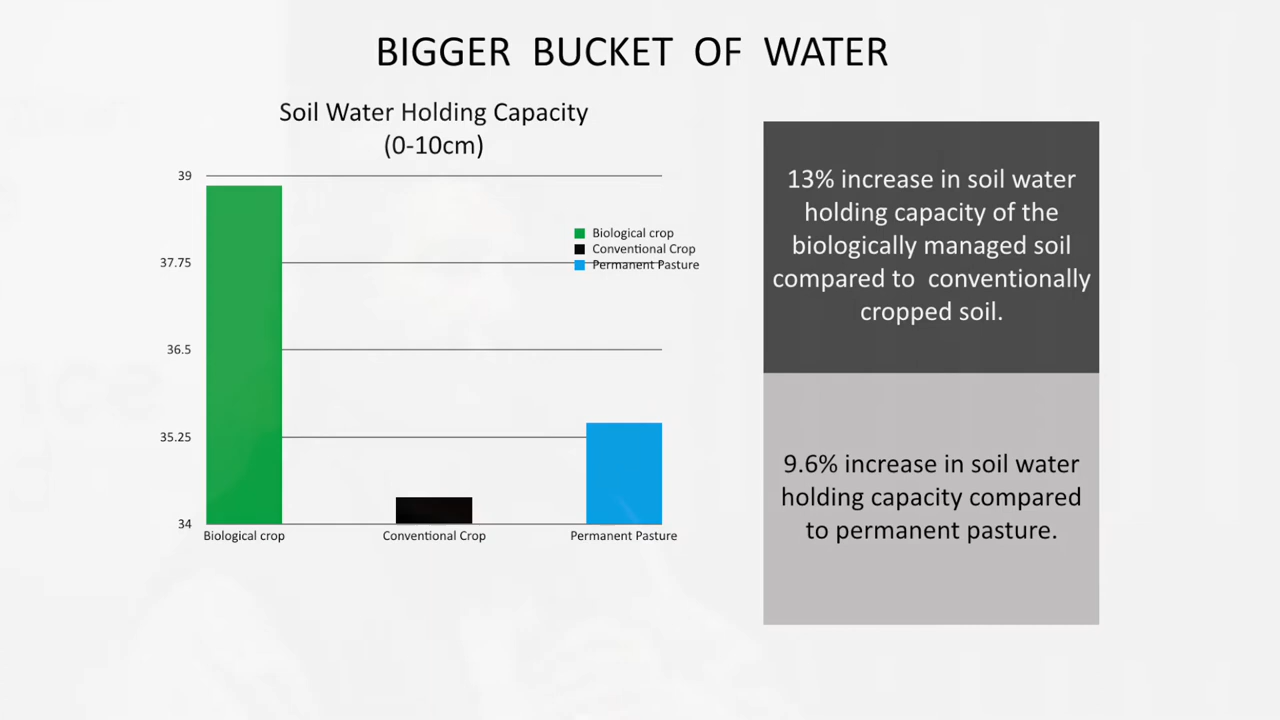 BIGGER BUCKET OF WATER
Soil Water Holding Capacity
(0-10cm)
39
37.75
36.5
35.25
34
Biological crop
Conventional Crop
Permanent Pasture
Biological crop
Conventional Crop
Permanent Pasture
13% increase in soil water
holding capacity of the
biologically managed soil
compared to conventionally
cropped soil.
9.6% increase in soil water
holding capacity compared
to permanent pasture.